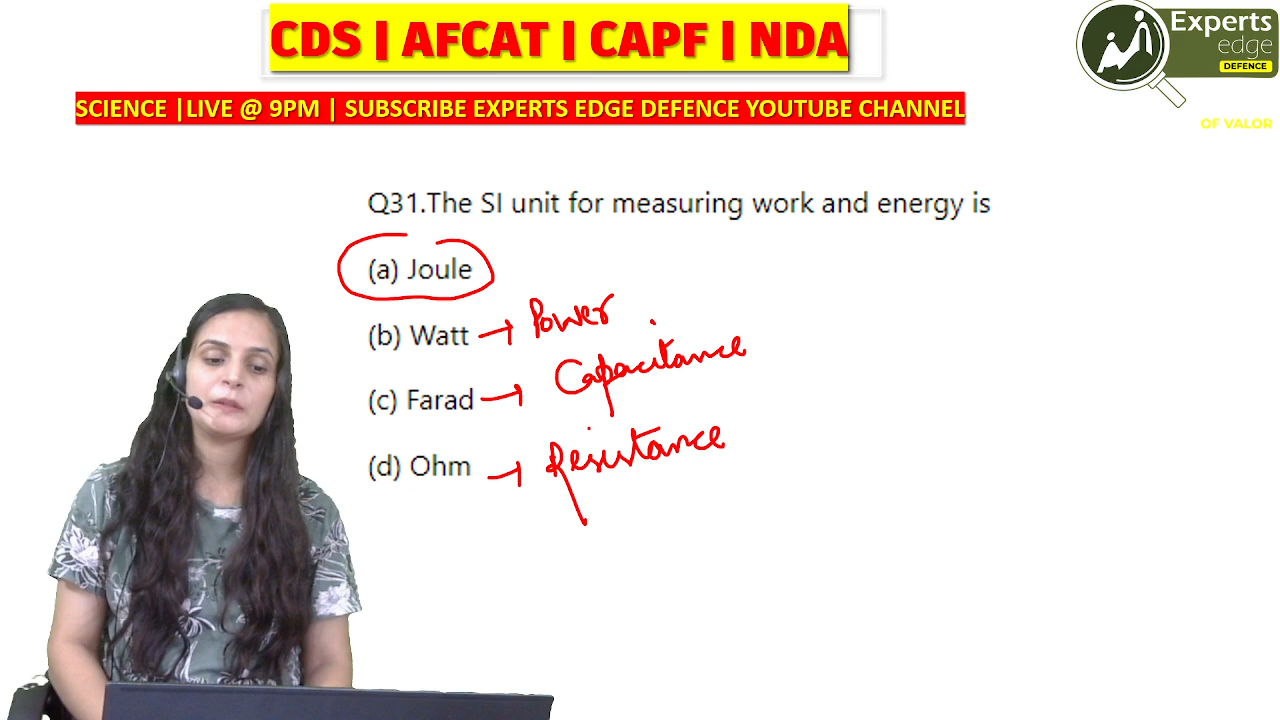 CDS | AFCAT | CAPF | NDA
Experts
edge
DEFENCE
OF VALOR
SCIENCE |LIVE @ 9PM | SUBSCRIBE EXPERTS EDGE DEFENCE YOUTUBE CHANNEL
Q31.The SI unit for measuring work and energy is
(a) Joule
(b) Watt → Power
(c) Farad → Capacitance
(d) Ohm → Resistance